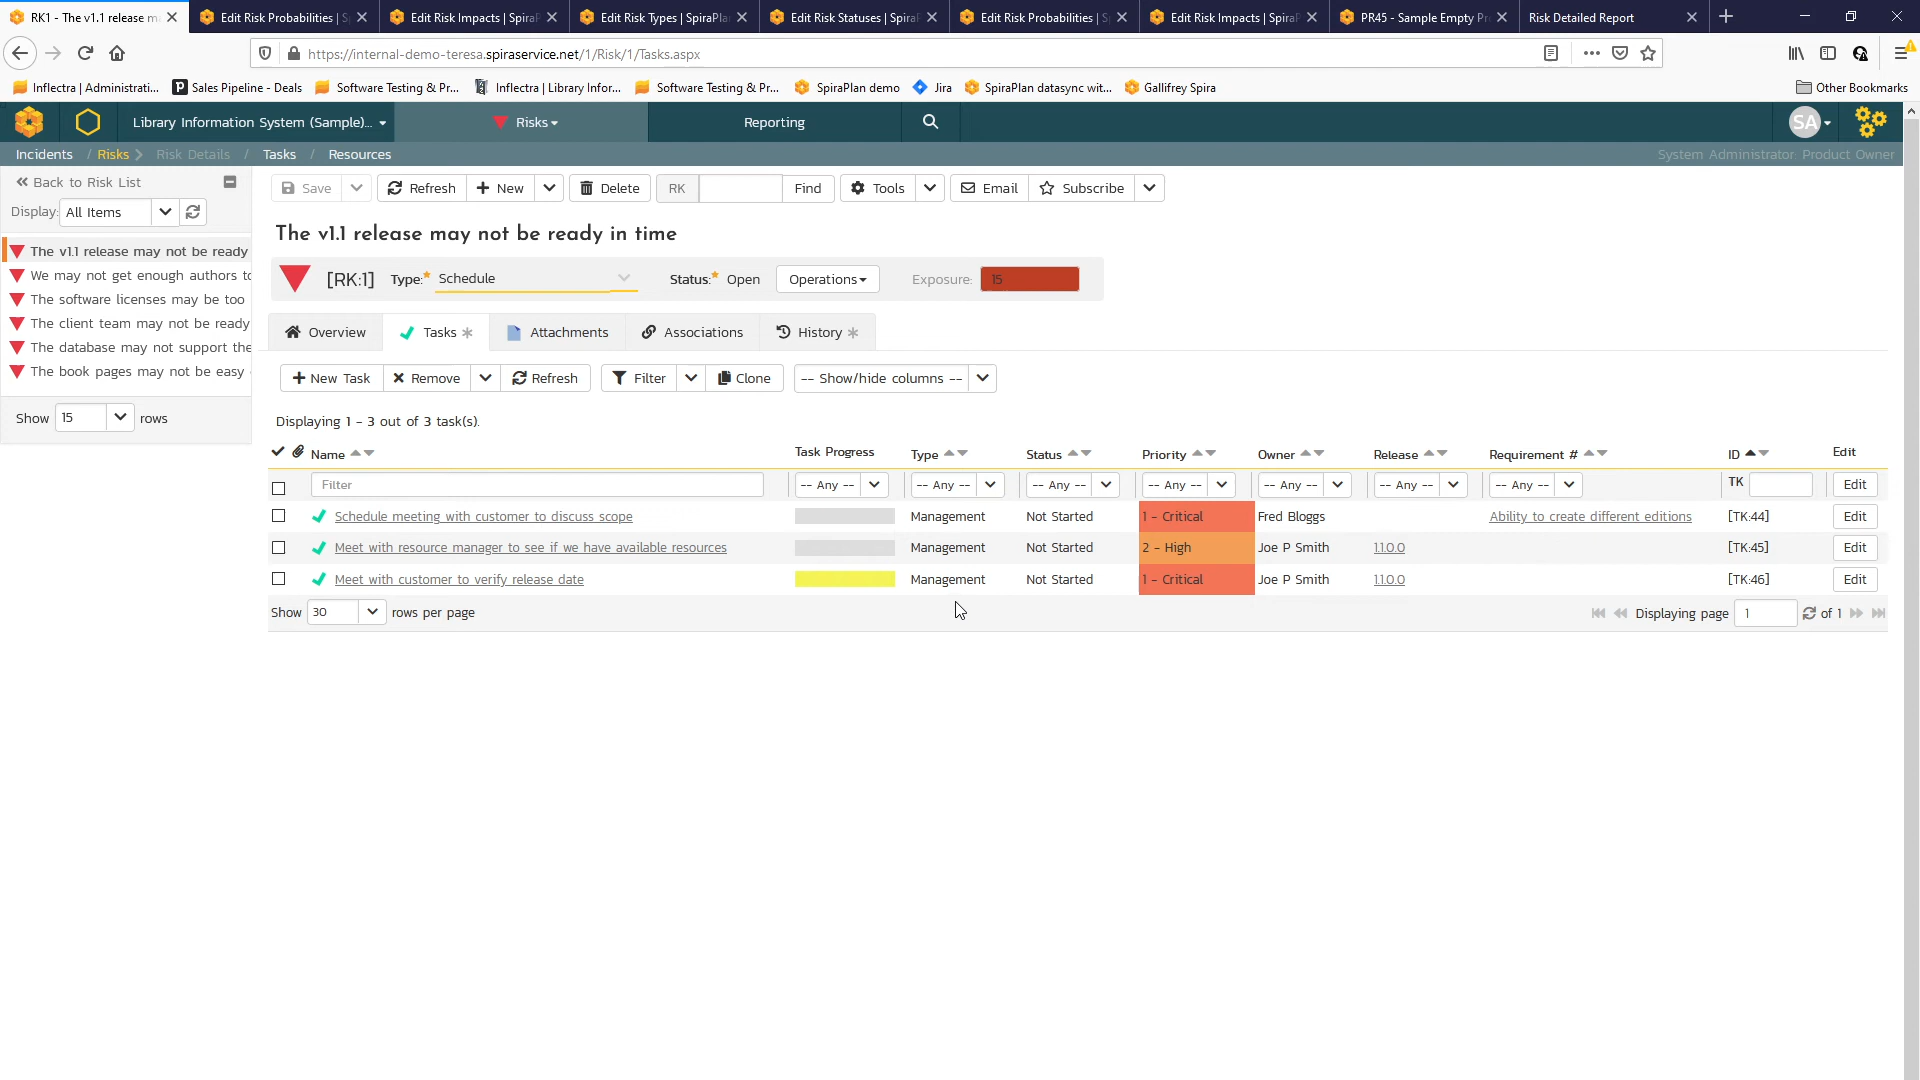 RK1 - The v1.1 release m
Edit Risk Probabilities | S
Edit Risk Impacts | SpiraP
Edit Risk Types | SpiraPla
Edit Risk Statuses | SpiraF
Edit Risk Probabilities | S
Edit Risk Impacts | SpiraP
PR45 - Sample Empty Pr
Risk Detailed Report
https://internal-demo-teresa.spiraservice.net/1/Risk/1/Tasks.aspx
Inflectra | Administrati...
Sales Pipeline - Deals
Software Testing & Pr...
Inflectra | Library Infor...
Software Testing & Pr...
SpiraPlan demo
Jira
SpiraPlan datasync wit...
Gallifrey Spira
Other Bookmarks
Library Information System (Sample)...
Risks
Reporting
SA
Incidents / Risks > Risk Details / Tasks / Resources
System Administrator: Product Owner
Back to Risk List
Display: All Items
The v1.1 release may not be ready
We may not get enough authors to
The software licenses may be too
The client team may not be ready
The database may not support the
The book pages may not be easy
Show 15 rows
Save
Refresh
New
Delete
RK
Find
Tools
Email
Subscribe
The v1.1 release may not be ready in time
[RK:1] Type:* Schedule Status:* Open Operations Exposure: 15
Overview
Tasks *
Attachments
Associations
History *
New Task
Remove
Refresh
Filter
Clone
-- Show/hide columns --
Displaying 1 - 3 out of 3 task(s).
Name Task Progress Type Status Priority Owner Release Requirement # ID Edit
Filter -- Any -- -- Any -- -- Any -- -- Any -- -- Any -- -- Any -- -- Any -- TK Edit
Schedule meeting with customer to discuss scope Management Not Started 1 - Critical Fred Bloggs Ability to create different editions [TK:44] Edit
Meet with resource manager to see if we have available resources Management Not Started 2 - High Joe P Smith 1.1.0.0 [TK:45] Edit
Meet with customer to verify release date Management Not Started 1 - Critical Joe P Smith 1.1.0.0 [TK:46] Edit
Show 30 rows per page
Displaying page 1 of 1